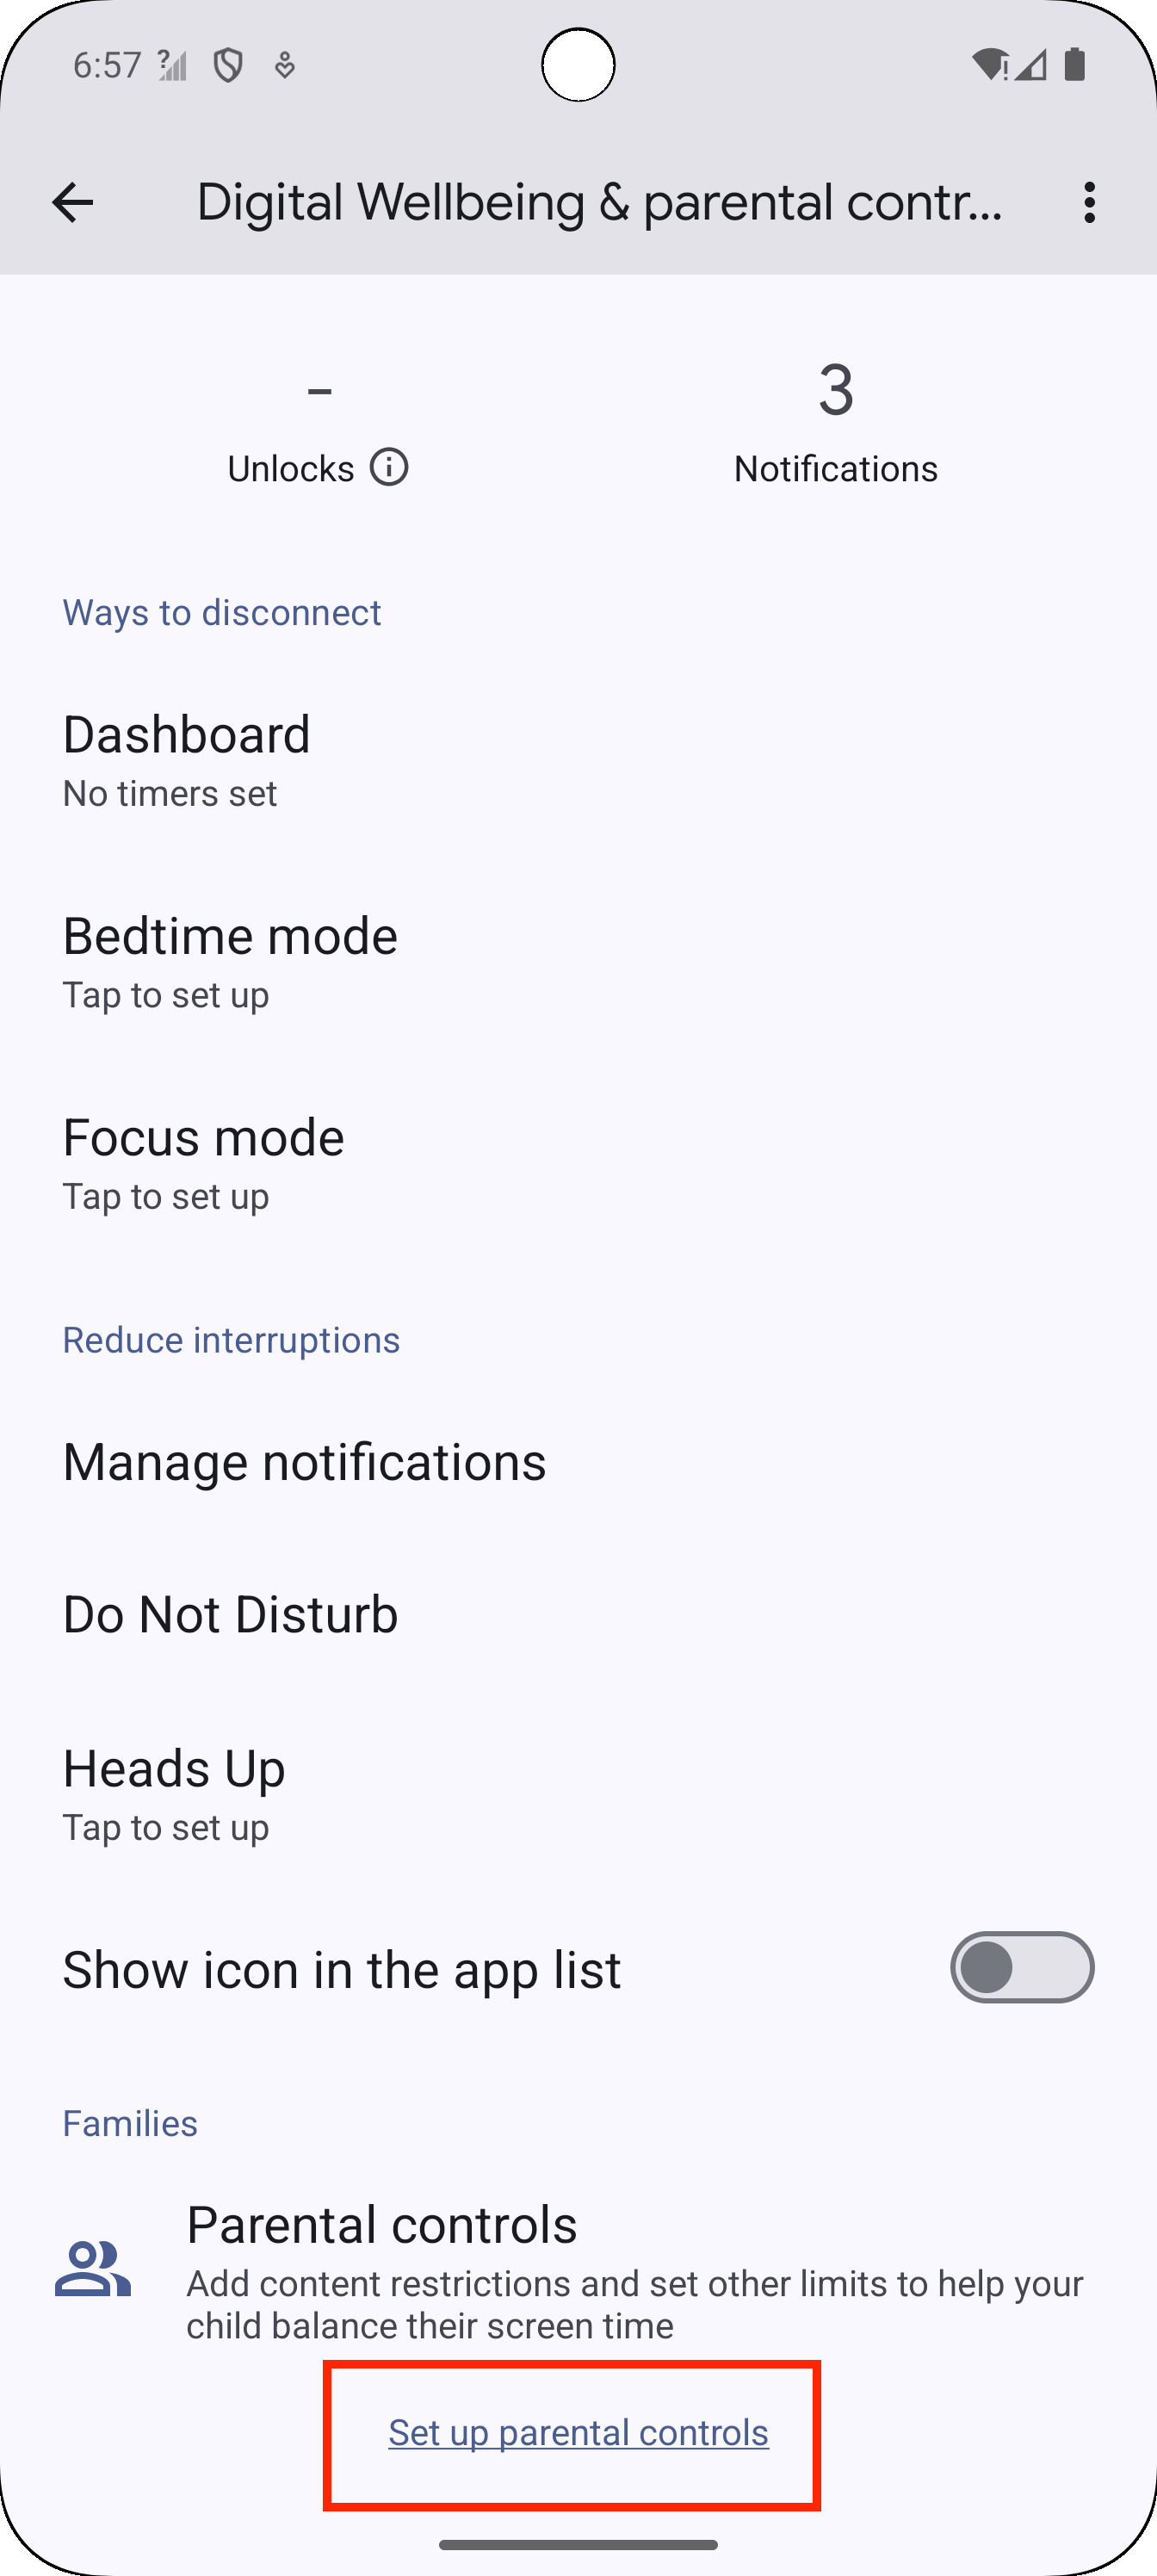 6:57
Digital Wellbeing & parental contr...
-
3
Unlocks
Notifications
Ways to disconnect
Dashboard
No timers set
Bedtime mode
Tap to set up
Focus mode
Tap to set up
Reduce interruptions
Manage notifications
Do Not Disturb
Heads Up
Tap to set up
Show icon in the app list
Families
Parental controls
Add content restrictions and set other limits to help your
child balance their screen time
Set up parental controls